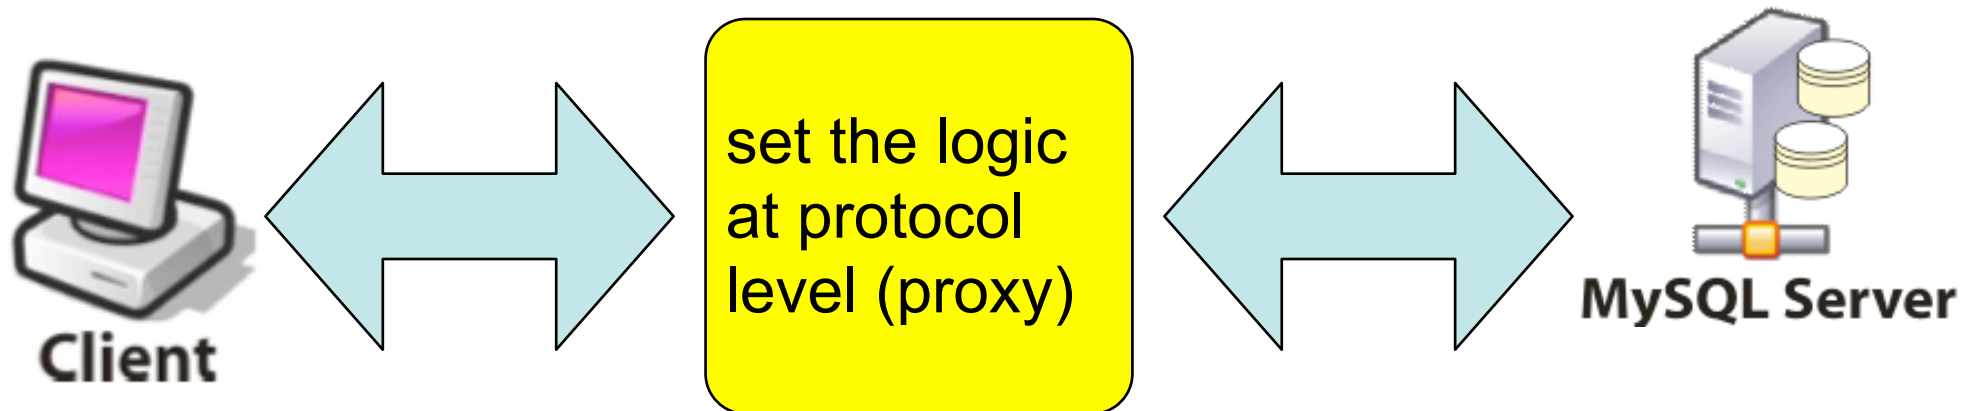 Client
set the logic
at protocol
level (proxy)
MySQL Server